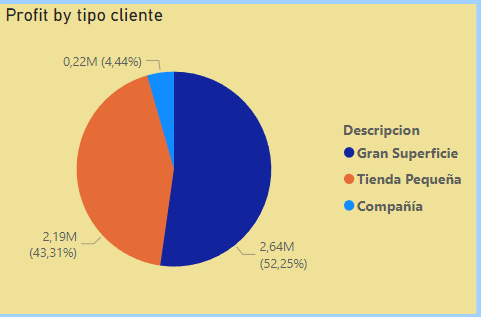 Profit by tipo cliente
0,22M (4,44%)
2,19M
(43,31%)
2,64M
(52,25%)
Descripcion
Gran Superficie
Tienda Pequeña
Compañía